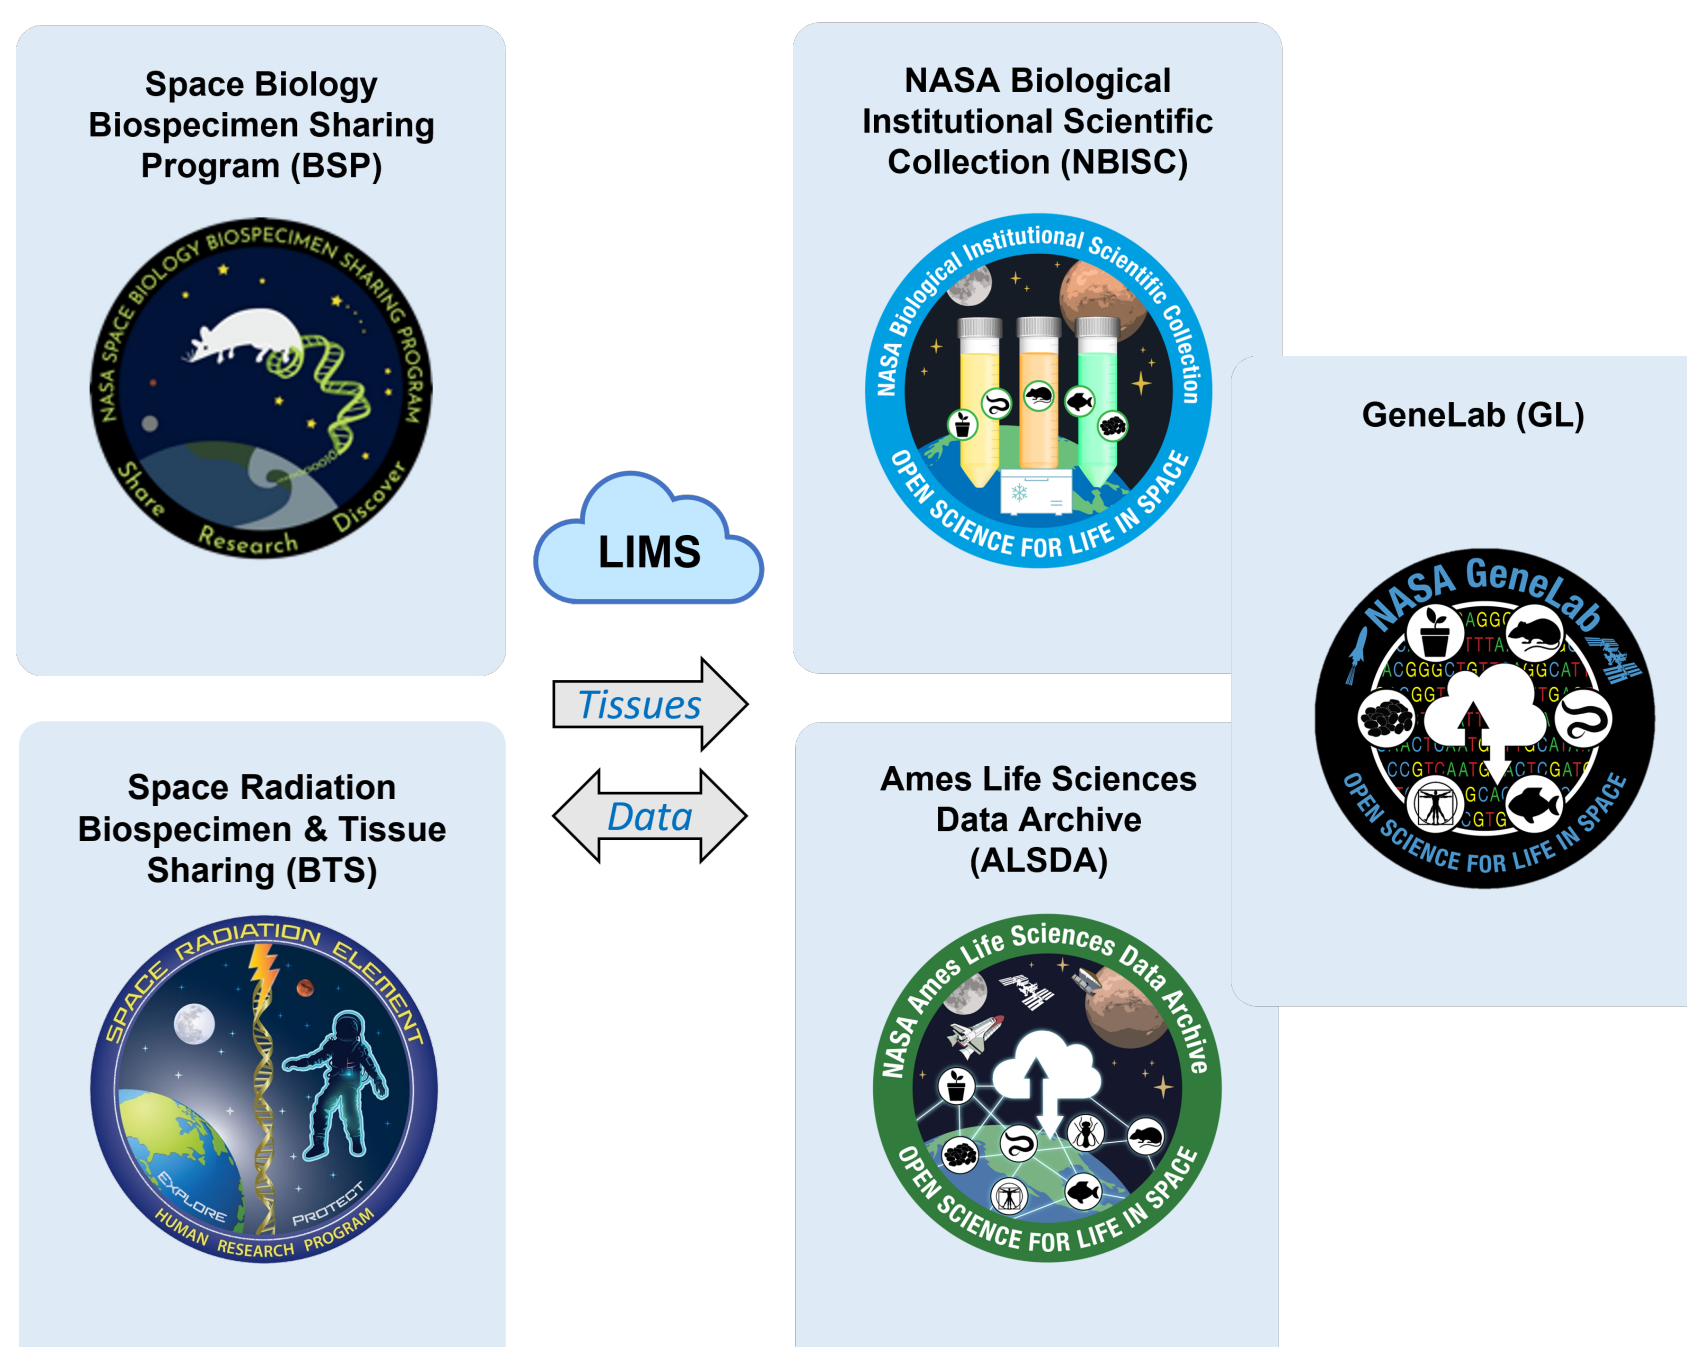 Space Biology
Biospecimen Sharing
Program (BSP)
NASA SPACE BIOLOGY BIOSPECIMEN SHARING PROGRAM
Share Research Discover
Space Radiation
Biospecimen & Tissue
Sharing (BTS)
SPACE RADIATION ELEMENT
EXPLORE
PROTECT
HUMAN RESEARCH PROGRAM
LIMS
Tissues
Data
NASA Biological
Institutional Scientific
Collection (NBISC)
NASA Biological Institutional Scientific Collection
OPEN SCIENCE FOR LIFE IN SPACE
Ames Life Sciences
Data Archive
(ALSDA)
NASA Ames Life Sciences Data Archive
OPEN SCIENCE FOR LIFE IN SPACE
GeneLab (GL)
NASA GeneLab
OPEN SCIENCE FOR LIFE IN SPACE